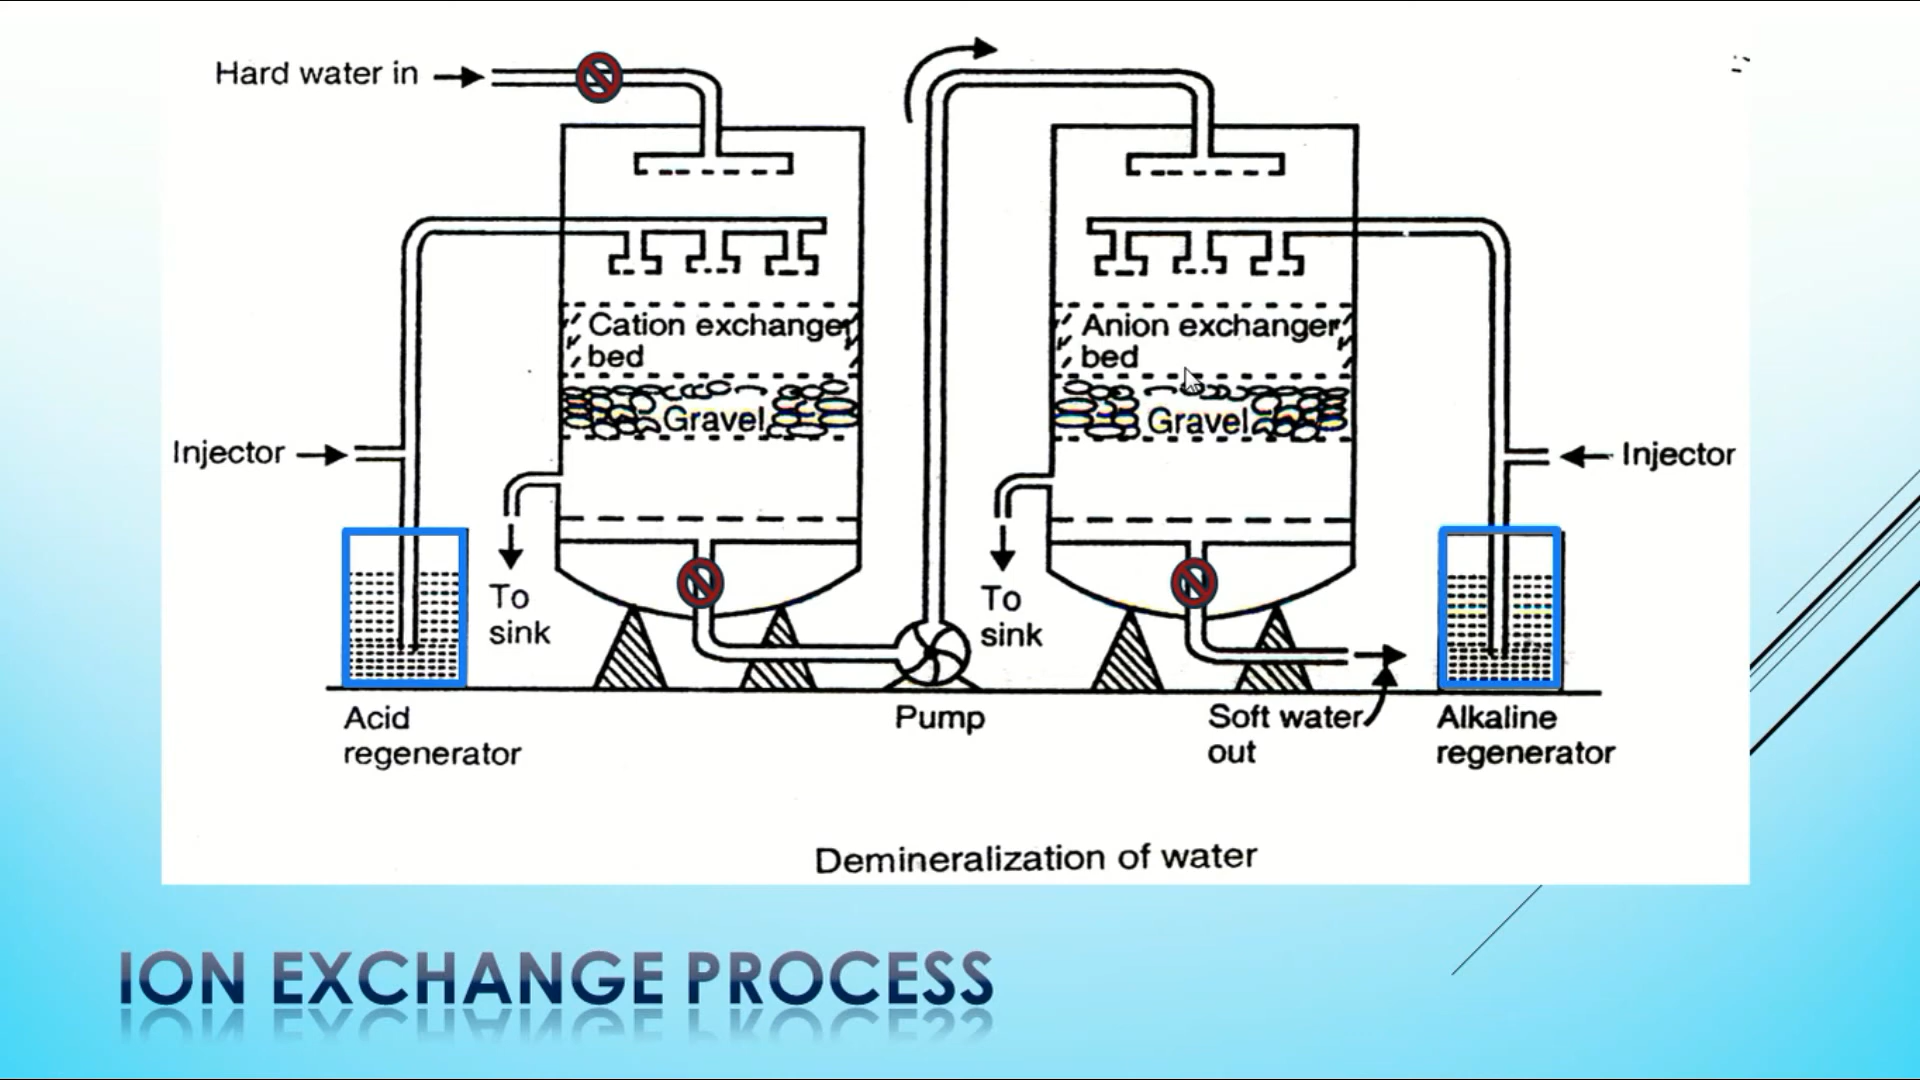 Hard water in
Cation exchanger
bed
Gravel
Anion exchanger
bed
Gravel
Injector
Injector
To
sink
To
sink
Acid
regenerator
Pump
Soft water
out
Alkaline
regenerator
Demineralization of water
ION EXCHANGE PROCESS